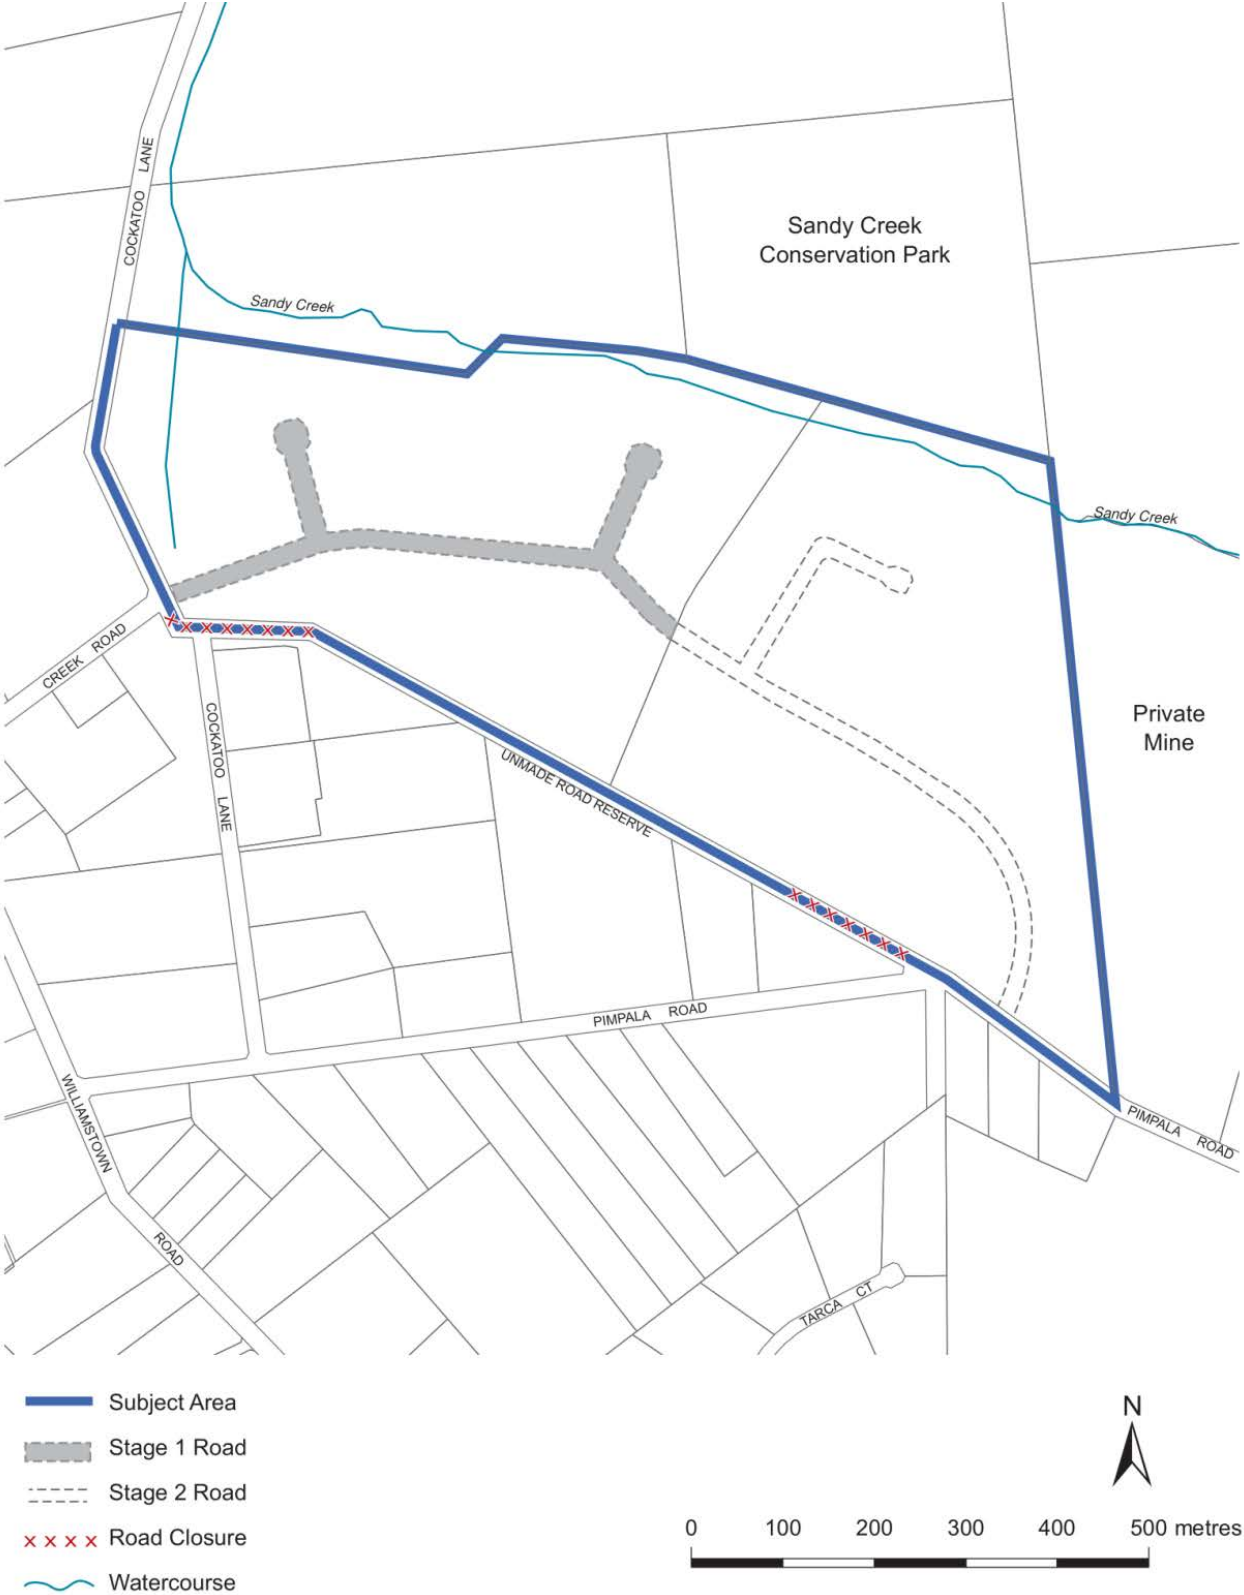 COCKATOO LANE
Sandy Creek
Conservation Park
Sandy Creek
Sandy Creek
CREEK ROAD
COCKATOO LANE
UNMADE ROAD RESERVE
Private
Mine
PIMPALA ROAD
WILLIAMSTOWN
ROAD
PIMPALA ROAD
TARCA CT
Subject Area
Stage 1 Road
Stage 2 Road
Road Closure
Watercourse
N
0 100 200 300 400 500 metres